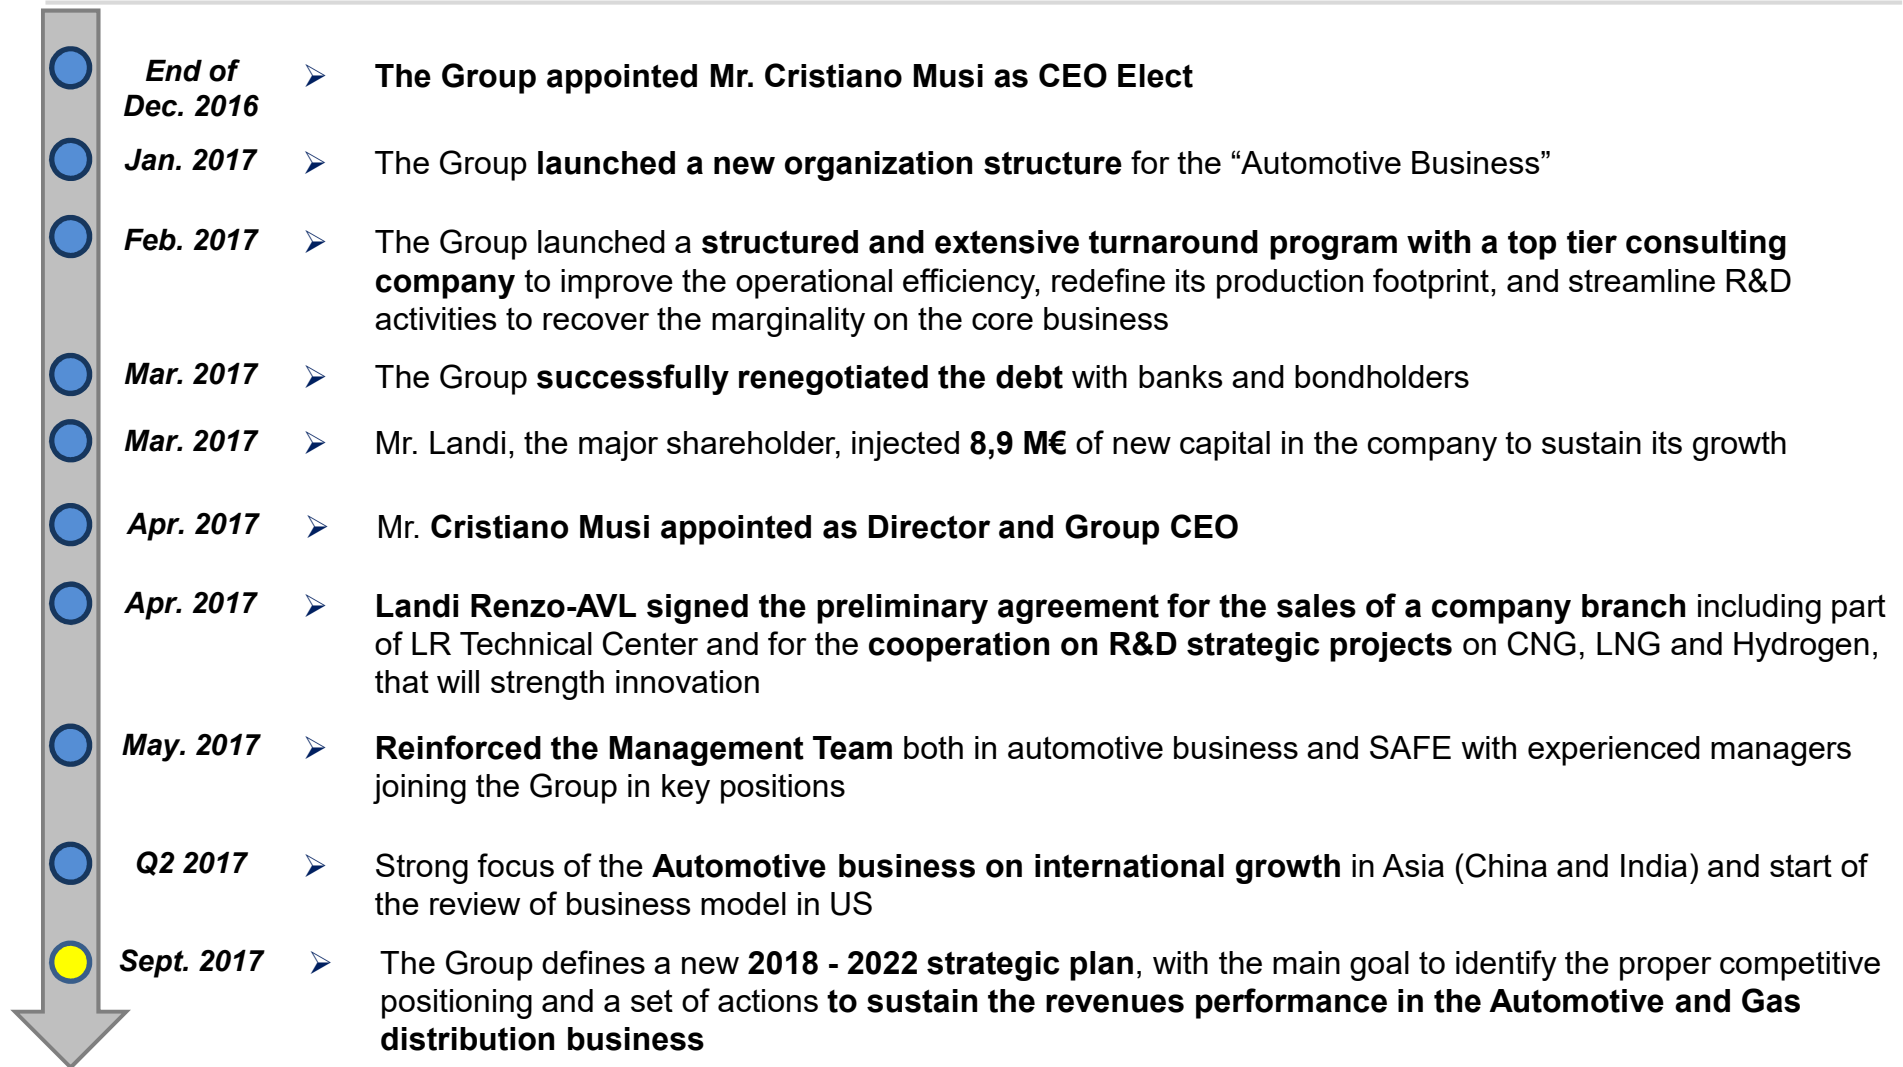 End of
Dec. 2016
➢ The Group appointed Mr. Cristiano Musi as CEO Elect
Jan. 2017 ➢ The Group launched a new organization structure for the “Automotive Business”
Feb. 2017 ➢ The Group launched a structured and extensive turnaround program with a top tier consulting
company to improve the operational efficiency, redefine its production footprint, and streamline R&D
activities to recover the marginality on the core business
Mar. 2017 ➢ The Group successfully renegotiated the debt with banks and bondholders
Mar. 2017 ➢ Mr. Landi, the major shareholder, injected 8,9 M€ of new capital in the company to sustain its growth
Apr. 2017 ➢ Mr. Cristiano Musi appointed as Director and Group CEO
Apr. 2017 ➢ Landi Renzo-AVL signed the preliminary agreement for the sales of a company branch including part
of LR Technical Center and for the cooperation on R&D strategic projects on CNG, LNG and Hydrogen,
that will strength innovation
May. 2017 ➢ Reinforced the Management Team both in automotive business and SAFE with experienced managers
joining the Group in key positions
Q2 2017 ➢ Strong focus of the Automotive business on international growth in Asia (China and India) and start of
the review of business model in US
Sept. 2017 ➢ The Group defines a new 2018 - 2022 strategic plan, with the main goal to identify the proper competitive
positioning and a set of actions to sustain the revenues performance in the Automotive and Gas
distribution business